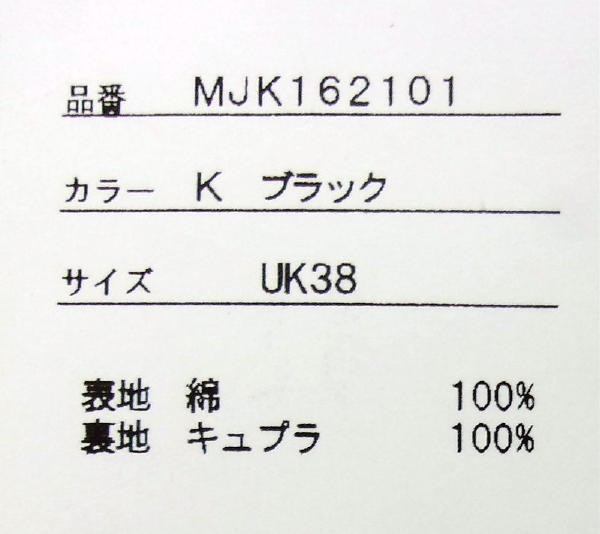 品番 MJK162101
カラー K ブラック
サイズ UK38
表地 綿 100%
裏地 キュプラ 100%